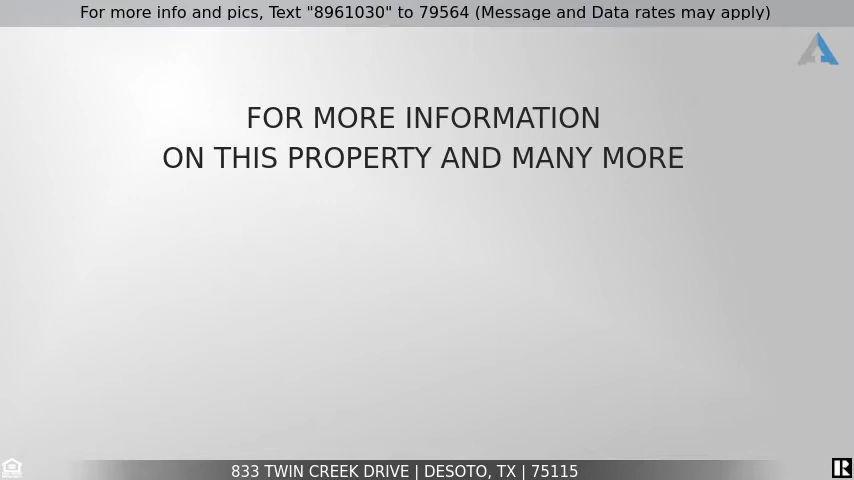 For more info and pics, Text "8961030" to 79564 (Message and Data rates may apply)
FOR MORE INFORMATION
ON THIS PROPERTY AND MANY MORE
833 TWIN CREEK DRIVE | DESOTO, TX | 75115